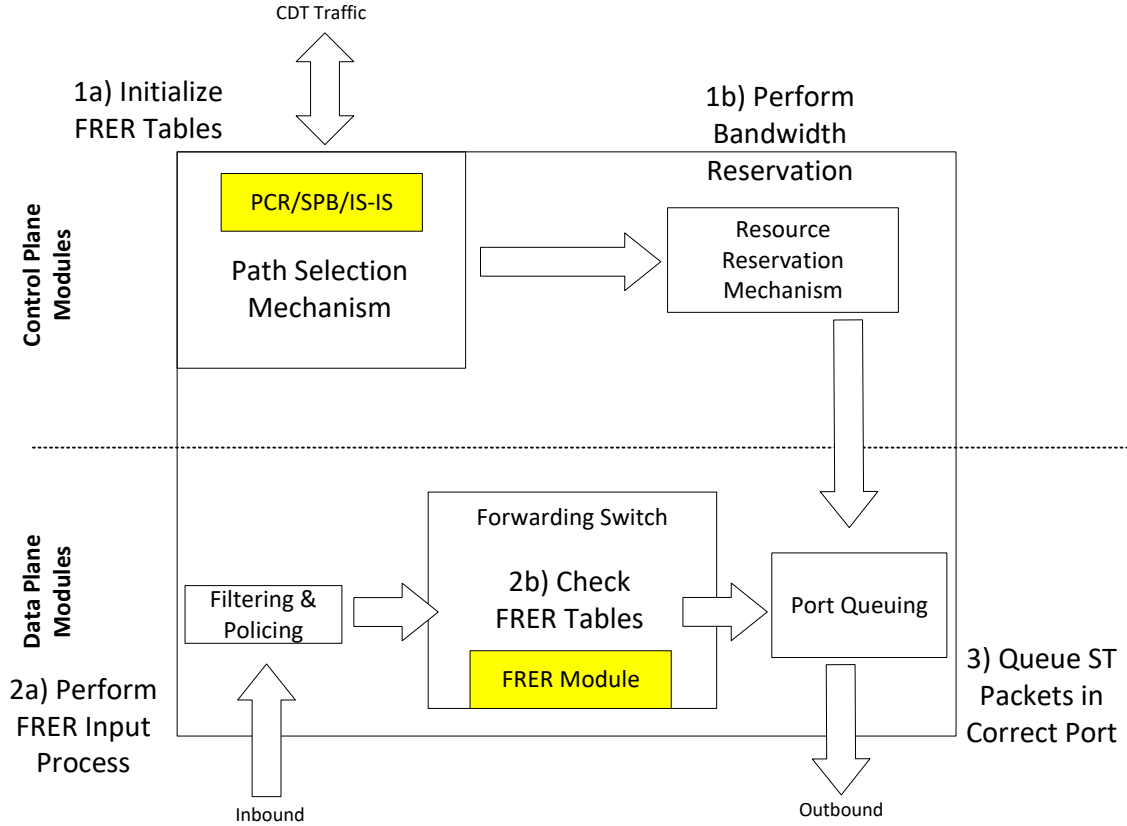 CDT Traffic
1a) Initialize
FRER Tables
1b) Perform
Bandwidth
Reservation
PCR/SPB/IS-IS
Path Selection
Mechanism
Resource
Reservation
Mechanism
Control Plane
Modules
Data Plane
Modules
Forwarding Switch
2b) Check
FRER Tables
FRER Module
Filtering &
Policing
Port Queuing
2a) Perform
FRER Input
Process
3) Queue ST
Packets in
Correct Port
Inbound
Outbound